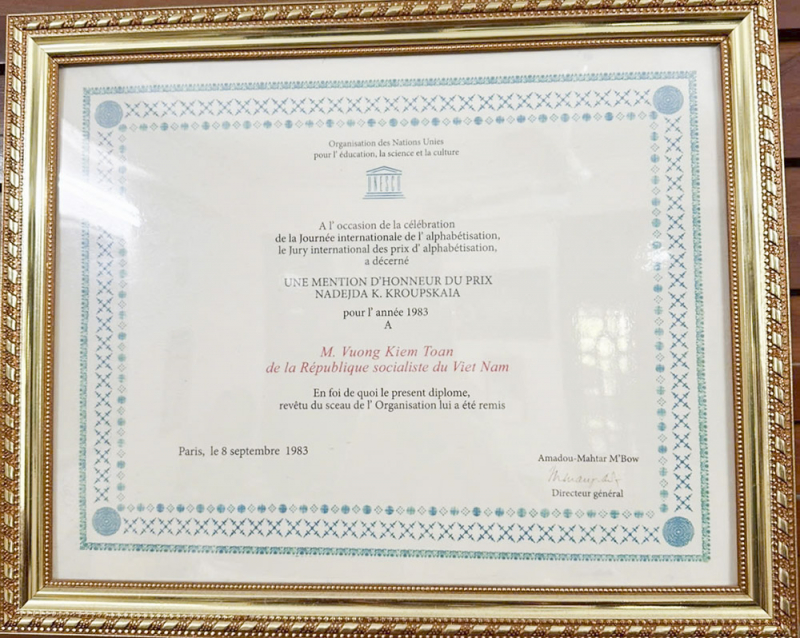 Organisation des Nations Unies
pour l' éducation, la science et la culture
UNESCO
A l' occasion de la célébration
de la Journée internationale de l' alphabétisation,
le Jury international des prix d' alphabétisation,
a décerné
UNE MENTION D'HONNEUR DU PRIX
NADEJDA K. KROUPSKAIA
pour l' année 1983
A
M. Vuong Kiem Toan
de la République socialiste du Viet Nam
En foi de quoi le present diplome,
revêtu du sceau de l' Organisation lui a été remis
Paris, le 8 septembre 1983
Amadou-Mahtar M'Bow
Directeur général